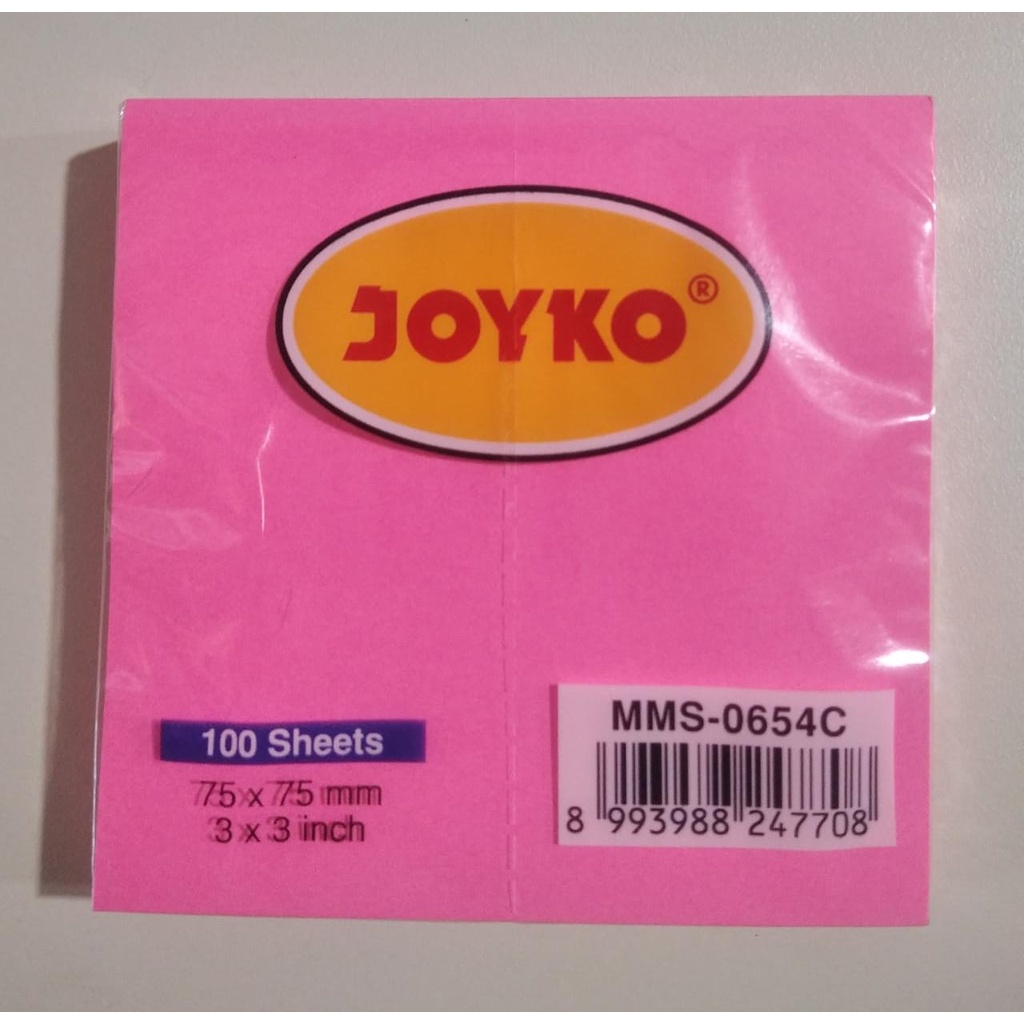 JOYKO®
100 Sheets
75 x 75 mm
3 x 3 inch
MMS-0654C
8 993988 247708